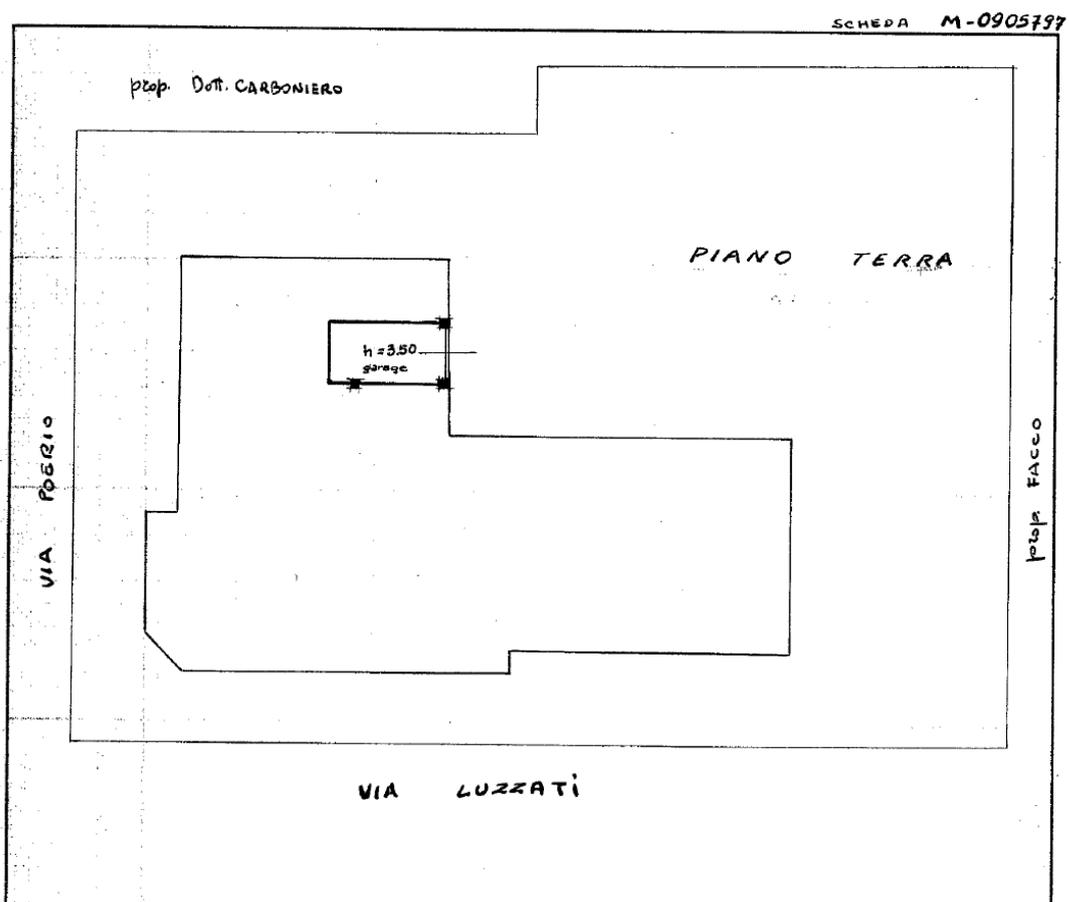 SCHEDA M-0905797
prop. Dott. CARBONIERO
PIANO TERRA
h=3.50
garage
VIA POERIO
prop. FACCO
VIA LUZZATI